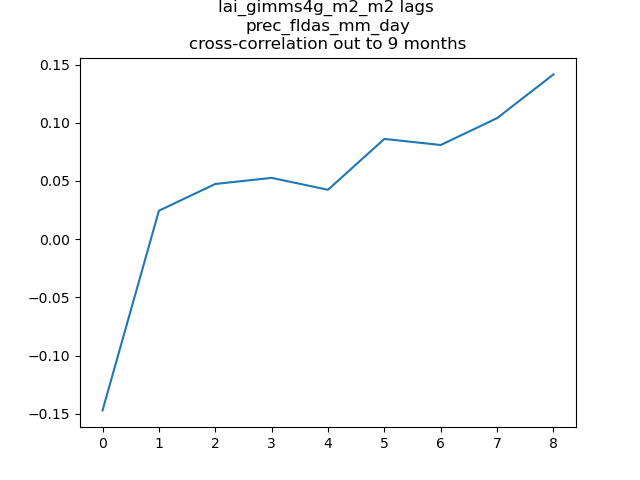 lai_gimms4g_m2_m2 lags
prec_fldas_mm_day
cross-correlation out to 9 months
0.15
0.10
0.05
0.00
−0.05
−0.10
−0.15
0 1 2 3 4 5 6 7 8